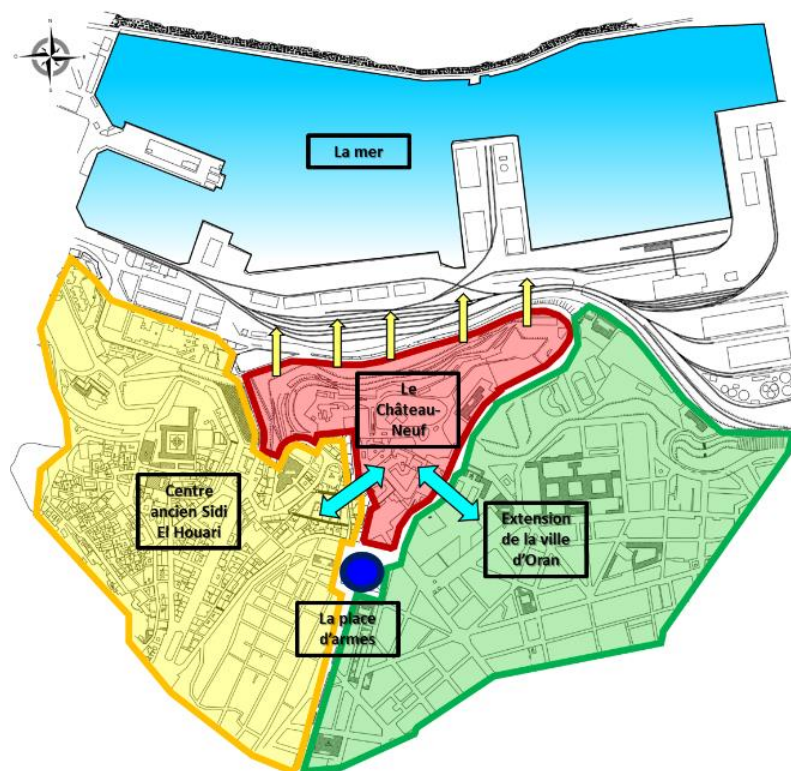 N
La mer
Le
Château-
Neuf
Centre
ancien Sidi
El Houari
Extension
de la ville
d'Oran
La place
d'armes